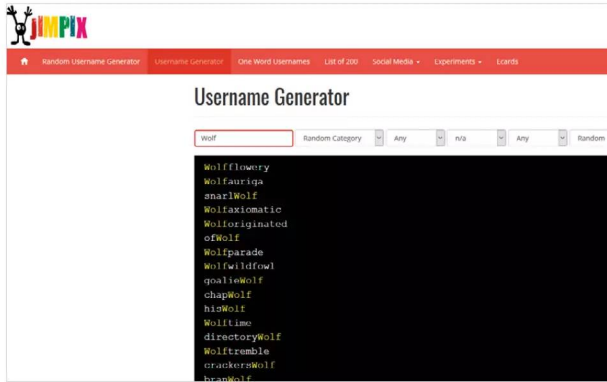 JIMPIX
Random Username Generator Username Generator One Word Usernames List of 200 Social Media Experiments Lcards
Username Generator
Wolf Random Category Any n/a Any Random
Wolfflowery
Wolfauriga
snarlWolf
Wolfaxiomatic
Wolforiginated
ofWolf
Wolfparade
Wolfwildfowl
goalieWolf
chapWolf
hisWolf
Wolftime
directoryWolf
Wolftremble
crackersWolf
branWolf